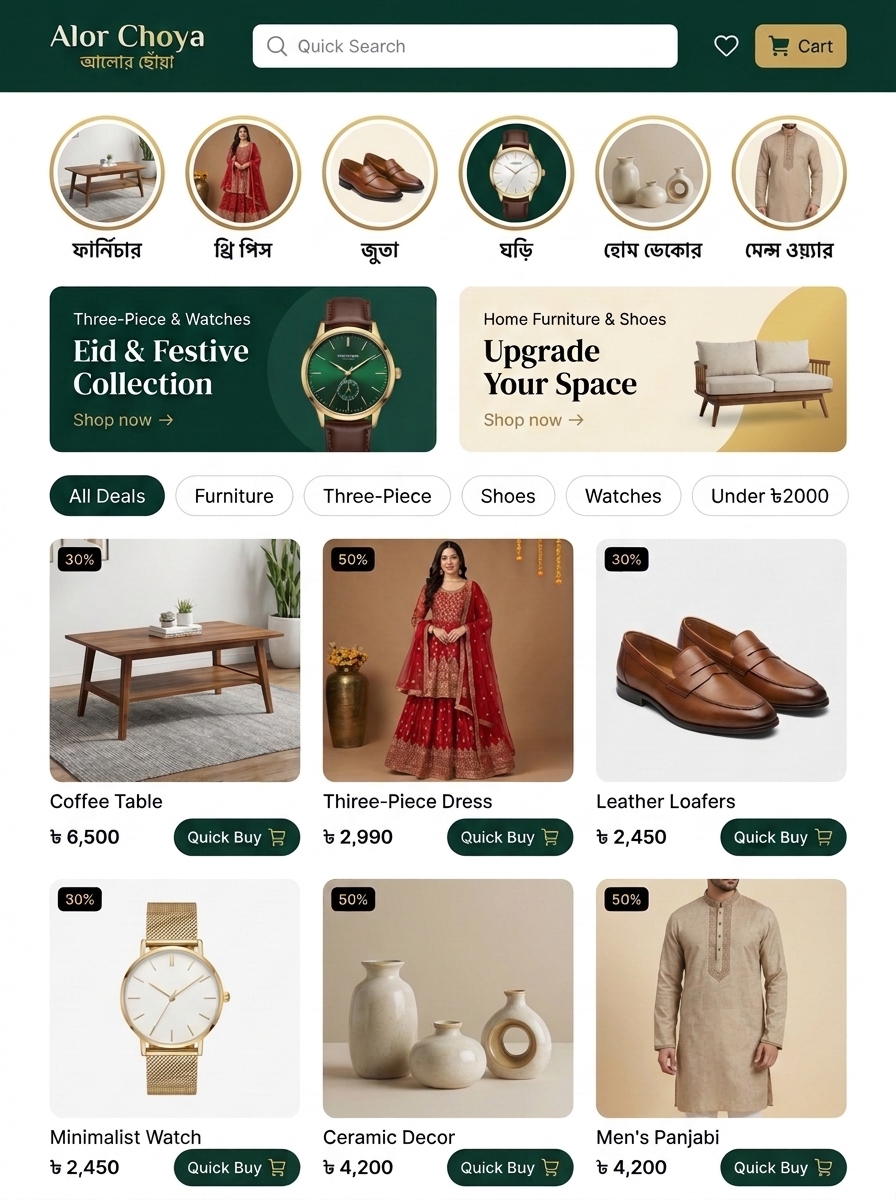 Alor Choya
আলোর ছোঁয়া
Quick Search
Cart
ফার্নিচার
থ্রি পিস
জুতা
ঘড়ি
হোম ডেকোর
মেন্স ওয়্যার
Three-Piece & Watches
Eid & Festive
Collection
Shop now →
Home Furniture & Shoes
Upgrade
Your Space
Shop now →
All Deals
Furniture
Three-Piece
Shoes
Watches
Under ৳2000
30%
50%
30%
Coffee Table
Thiree-Piece Dress
Leather Loafers
৳ 6,500
Quick Buy
৳ 2,990
Quick Buy
৳ 2,450
Quick Buy
30%
50%
50%
Minimalist Watch
Ceramic Decor
Men's Panjabi
৳ 2,450
Quick Buy
৳ 4,200
Quick Buy
৳ 4,200
Quick Buy